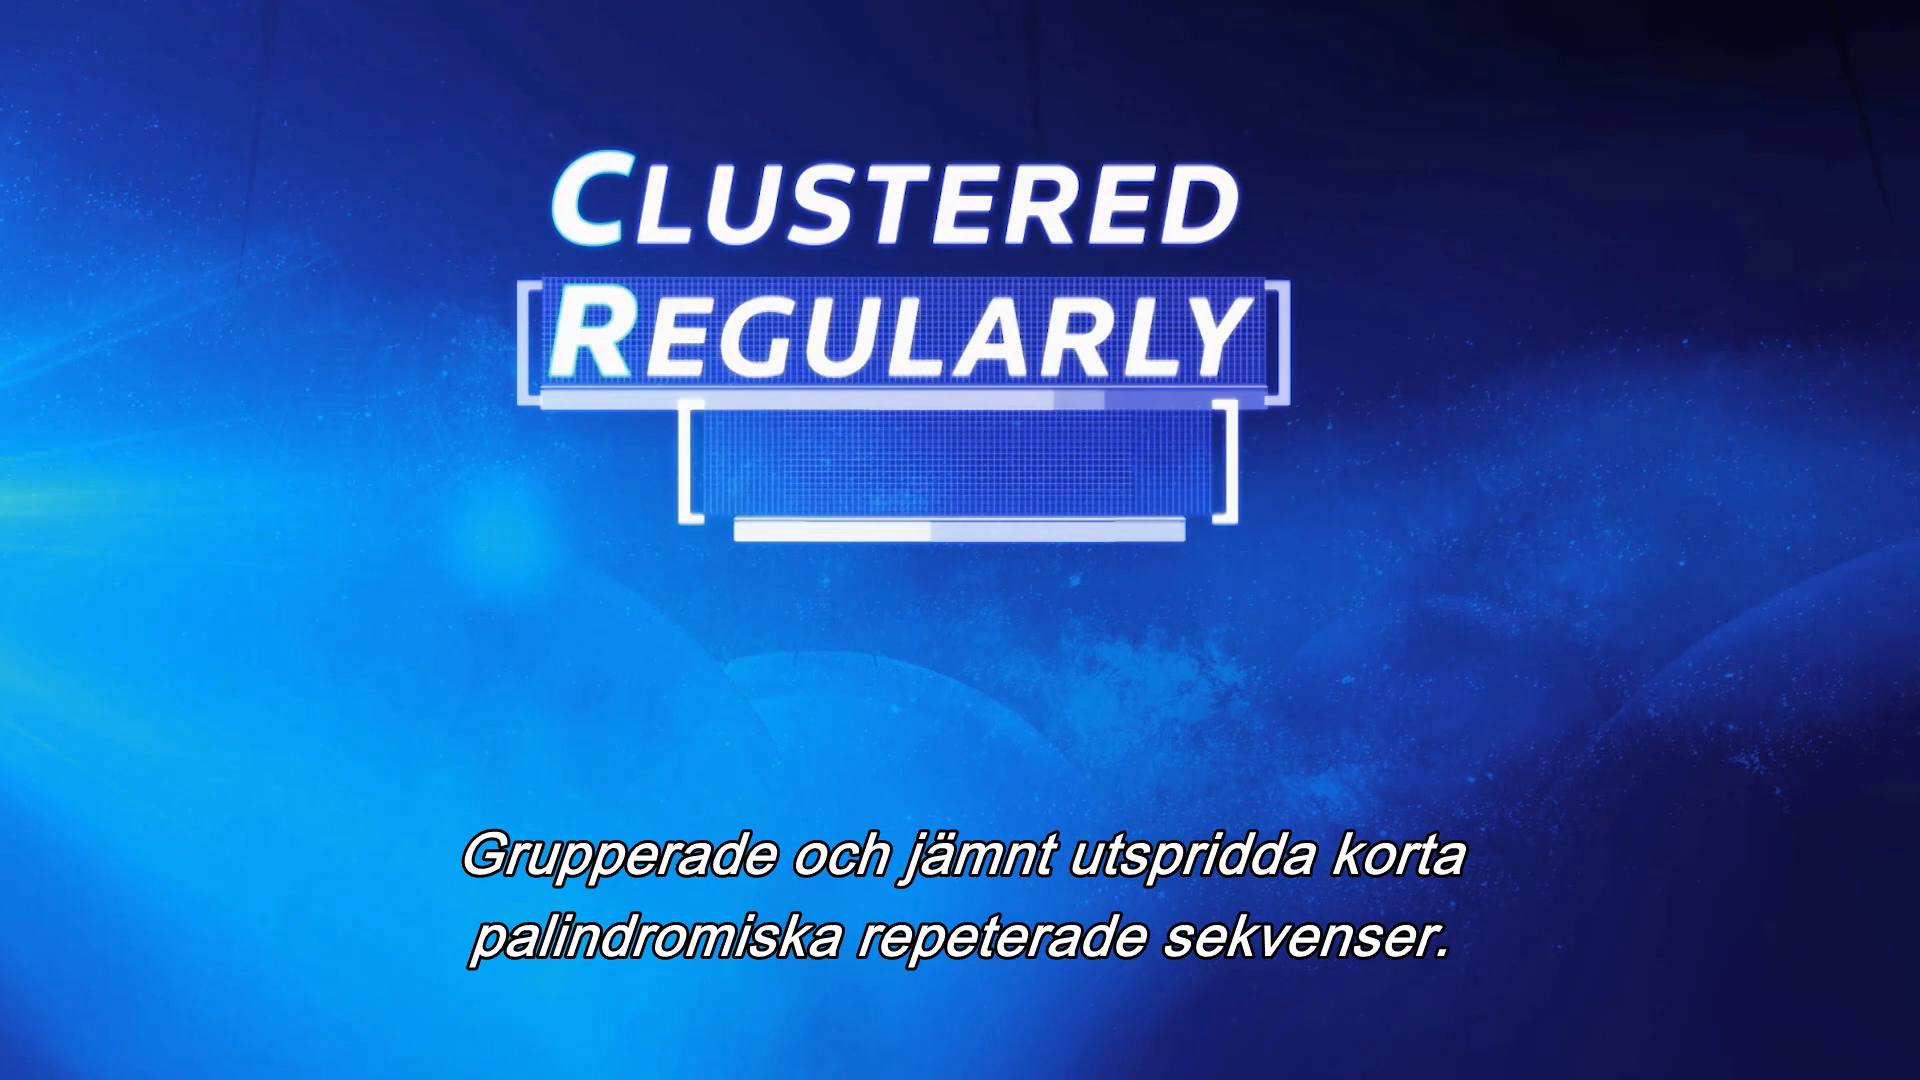 CLUSTERED
REGULARLY
Grupperade och jämnt utspridda korta
palindromiska repeterade sekvenser.